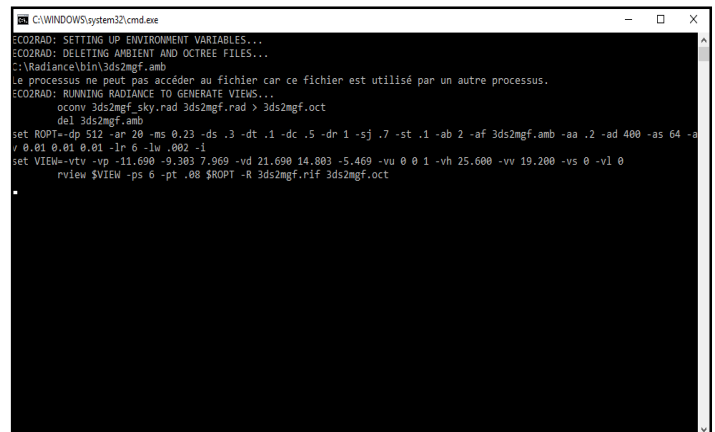 C:\WINDOWS\system32\cmd.exe
ECO2RAD: SETTING UP ENVIRONMENT VARIABLES...
ECO2RAD: DELETING AMBIENT AND OCTREE FILES...
C:\Radiance\bin\3ds2mgf.amb
Le processus ne peut pas accéder au fichier car ce fichier est utilisé par un autre processus.
ECO2RAD: RUNNING RADIANCE TO GENERATE VIEWS...
oconv 3ds2mgf_sky.rad 3ds2mgf.rad > 3ds2mgf.oct
del 3ds2mgf.amb
set ROPT=-dp 512 -ar 20 -ms 0.23 -ds .3 -dt .1 -dc .5 -dr 1 -sj .7 -st .1 -ab 2 -af 3ds2mgf.amb -aa .2 -ad 400 -as 64 -a
v 0.01 0.01 0.01 -lr 6 -lw .002 -i
set VIEW=-vtv -vp -11.690 -9.303 7.969 -vd 21.690 14.803 -5.469 -vu 0 0 1 -vh 25.600 -vv 19.200 -vs 0 -vl 0
rview $VIEW -ps 6 -pt .08 $ROPT -R 3ds2mgf.rif 3ds2mgf.oct